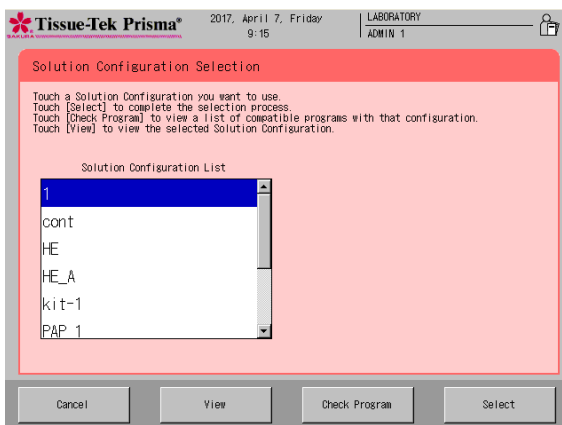 Tissue-Tek Prisma®
SAKURA
2017, April 7, Friday
9:15
LABORATORY
ADMIN 1
Solution Configuration Selection
Touch a Solution Configuration you want to use.
Touch [Select] to complete the selection process.
Touch [Check Program] to view a list of compatible programs with that configuration.
Touch [View] to view the selected Solution Configuration.
Solution Configuration List
1
cont
HE
HE_A
kit-1
PAP 1
Cancel
View
Check Program
Select